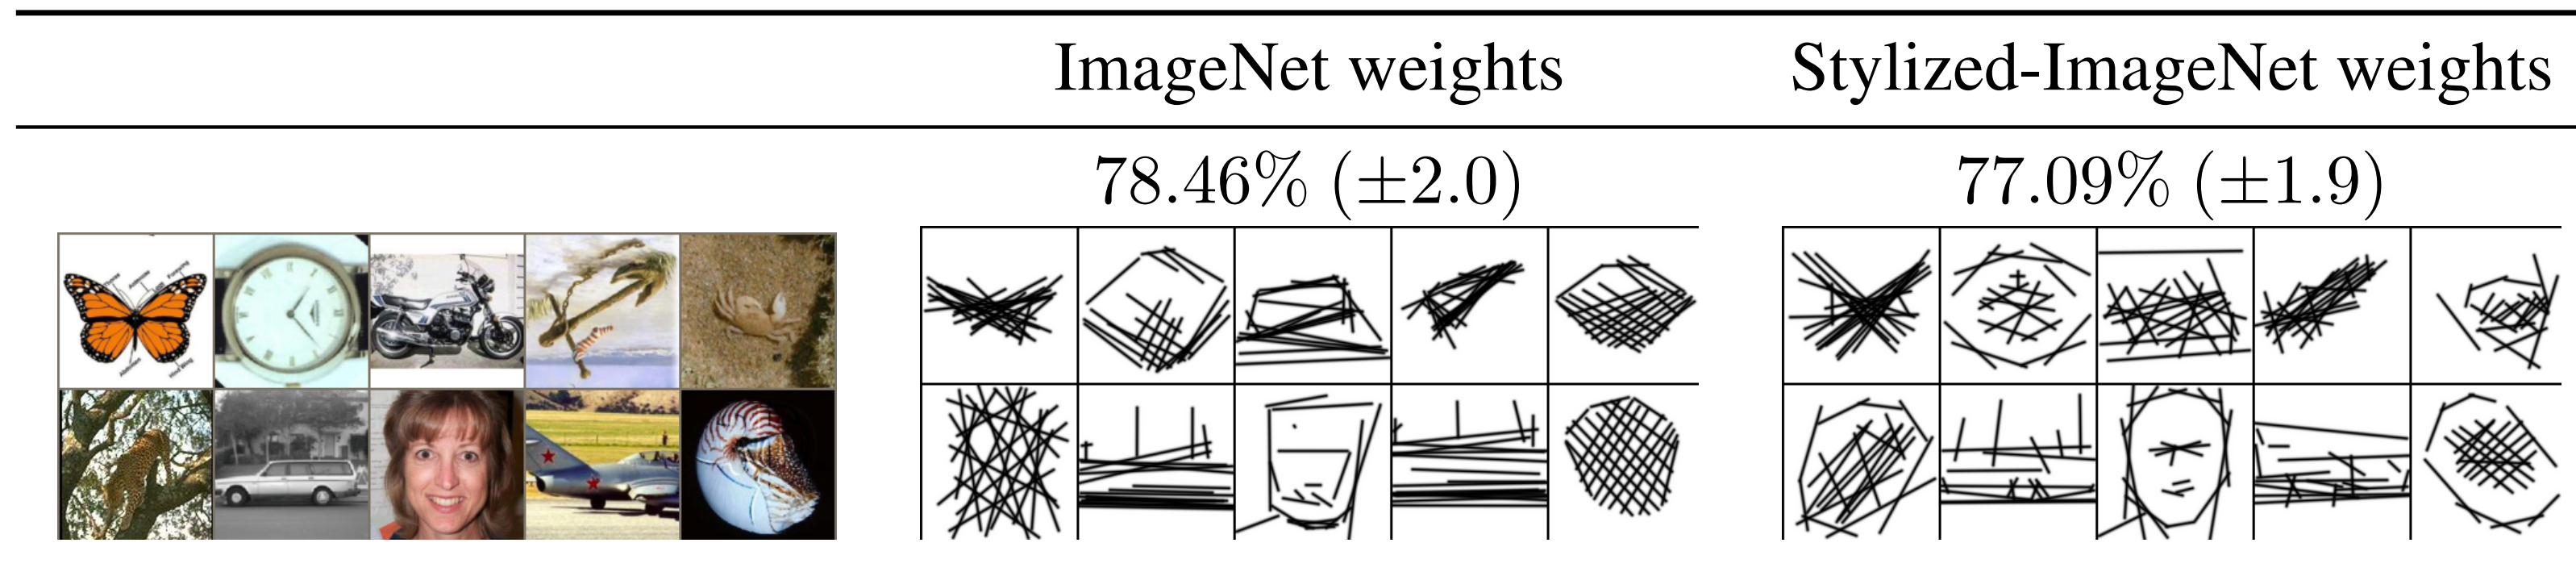 ImageNet weights Stylized-ImageNet weights
78.46% (±2.0) 77.09% (±1.9)